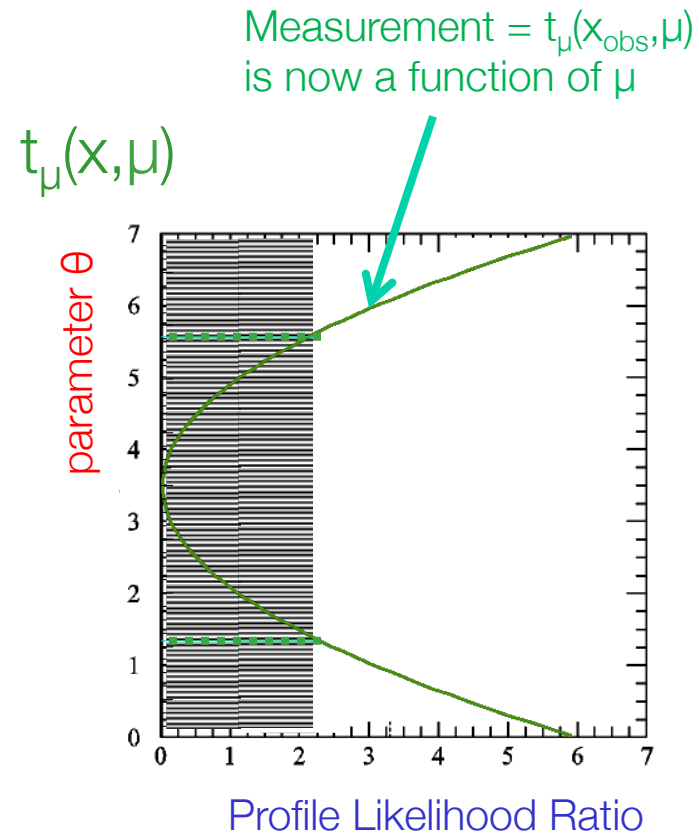 Measurement = tμ(xobs,μ)
is now a function of μ
tμ(x,μ)
parameter θ
7
6
5
4
3
2
1
0
0 1 2 3 4 5 6 7
Profile Likelihood Ratio